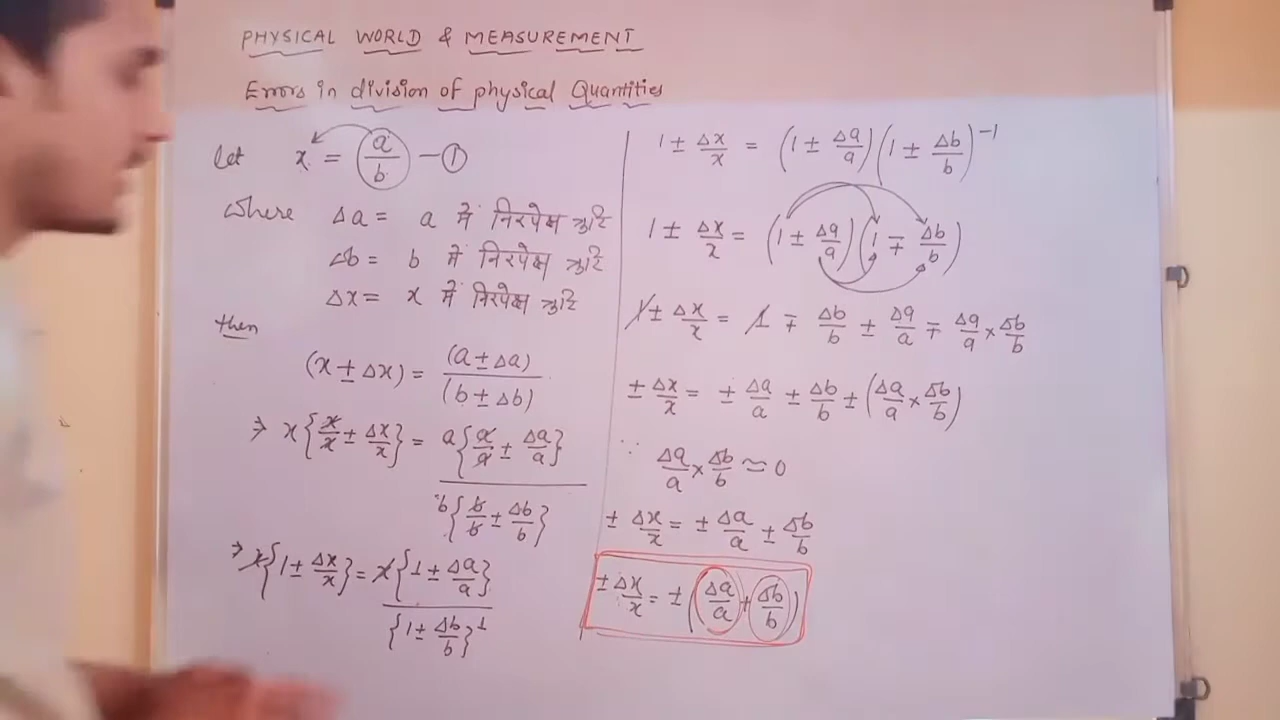 PHYSICAL WORLD & MEASUREMENT
Errors in division of physical Quantities
let x = a/b — ①
where Δa = a में निरपेक्ष त्रुटि
Δb = b में निरपेक्ष त्रुटि
Δx = x में निरपेक्ष त्रुटि
then
(x ± Δx) = (a ± Δa)/(b ± Δb)
⇒ x{x/x ± Δx/x} = a{a/a ± Δa/a}/b{b/b ± Δb/b}
⇒ x{1 ± Δx/x} = x{1 ± Δa/a}/{1 ± Δb/b}¹
1 ± Δx/x = (1 ± Δa/a)(1 ± Δb/b)⁻¹
1 ± Δx/x = (1 ± Δa/a)(1 ∓ Δb/b)
1 ± Δx/x = 1 ∓ Δb/b ± Δa/a ∓ Δa/a × Δb/b
± Δx/x = ± Δa/a ± Δb/b ± (Δa/a × Δb/b)
∵ Δa/a × Δb/b ≈ 0
± Δx/x = ± Δa/a ± Δb/b
± Δx/x = ± (Δa/a + Δb/b)